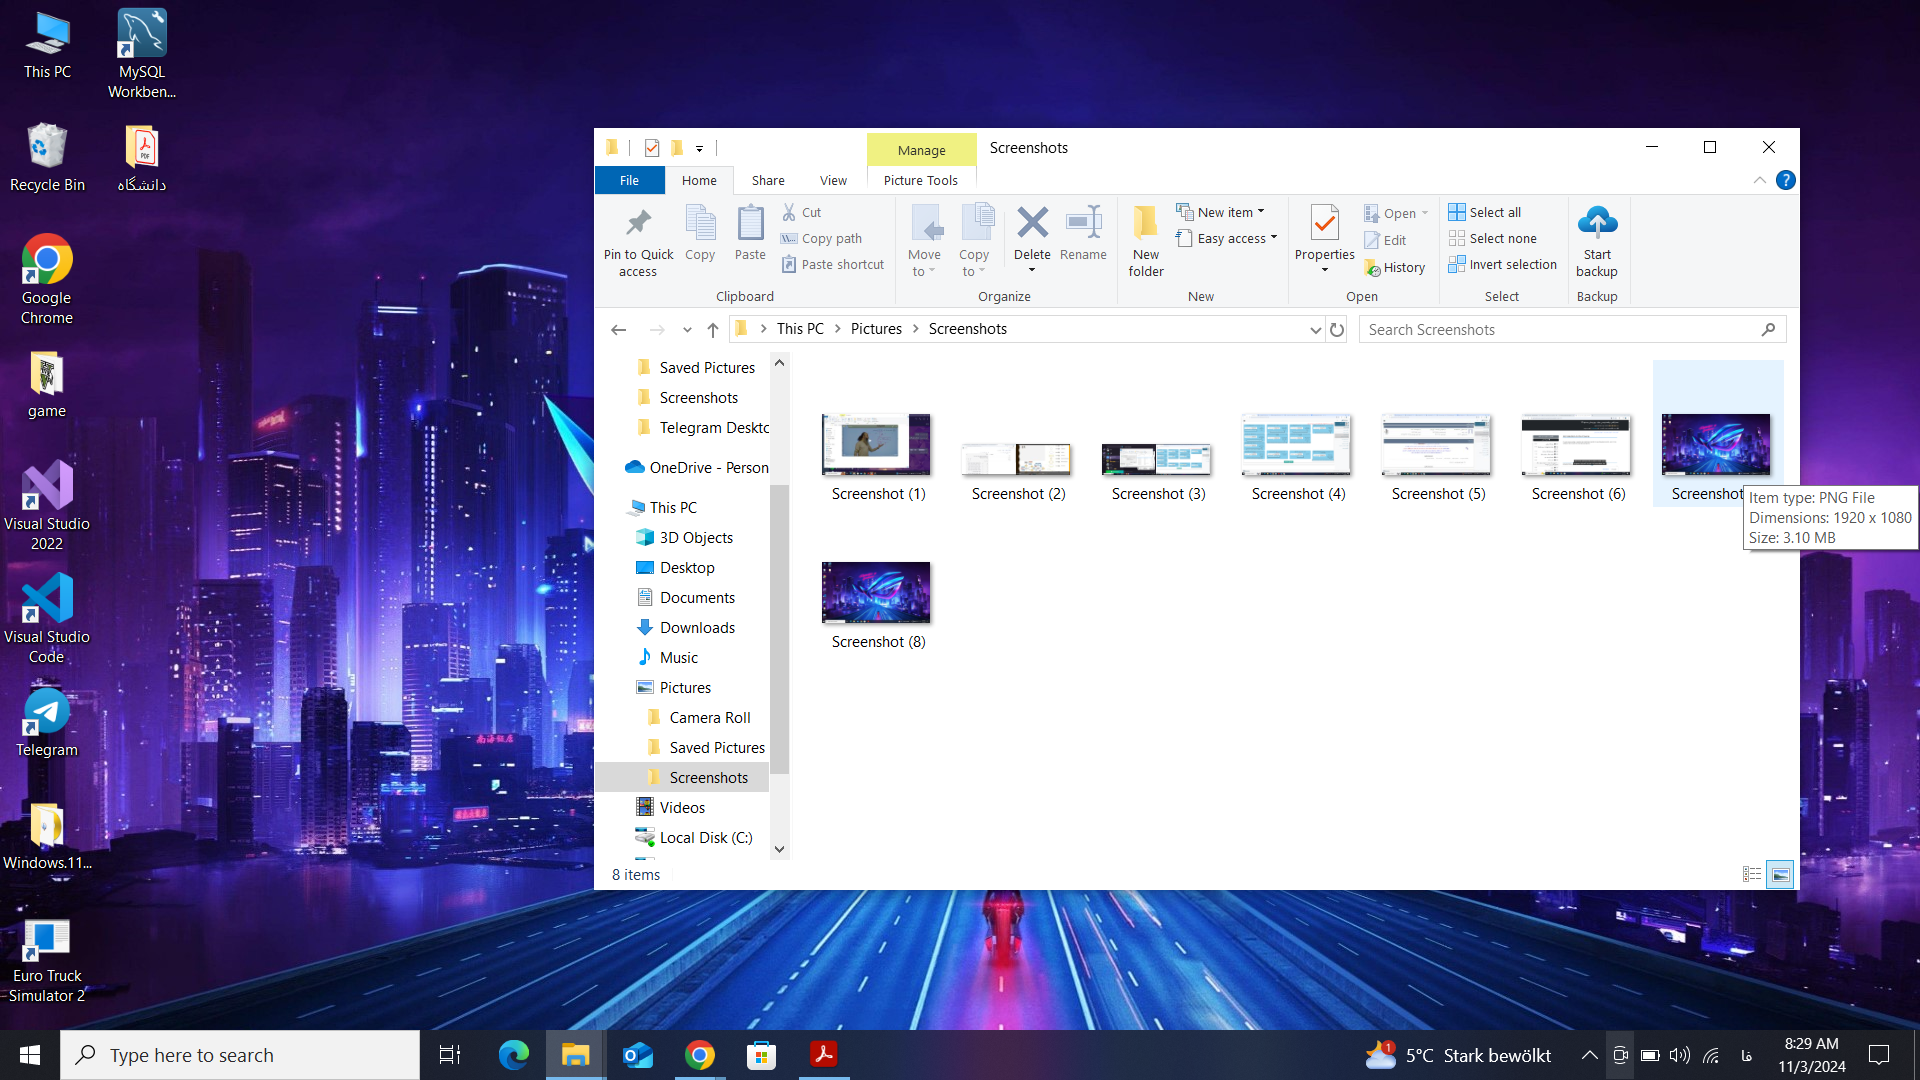 This PC
MySQL
Workben...
Recycle Bin
دانشگاه
Google
Chrome
game
Visual Studio
2022
Visual Studio
Code
Telegram
Windows.11...
Euro Truck
Simulator 2
Manage
Screenshots
File
Home
Share
View
Picture Tools
Pin to Quick
access
Copy
Paste
Cut
Copy path
Paste shortcut
Clipboard
Move
to
Copy
to
Delete
Rename
Organize
New
folder
New item
Easy access
New
Properties
Open
Edit
History
Open
Select all
Select none
Invert selection
Select
Start
backup
Backup
This PC
Pictures
Screenshots
Search Screenshots
Saved Pictures
Screenshots
Telegram Deskto
OneDrive - Person
This PC
3D Objects
Desktop
Documents
Downloads
Music
Pictures
Camera Roll
Saved Pictures
Screenshots
Videos
Local Disk (C:)
Screenshot (1)
Screenshot (2)
Screenshot (3)
Screenshot (4)
Screenshot (5)
Screenshot (6)
Screenshot
Item type: PNG File
Dimensions: 1920 x 1080
Size: 3.10 MB
Screenshot (8)
8 items
Type here to search
1
5°C Stark bewölkt
فا
8:29 AM
11/3/2024